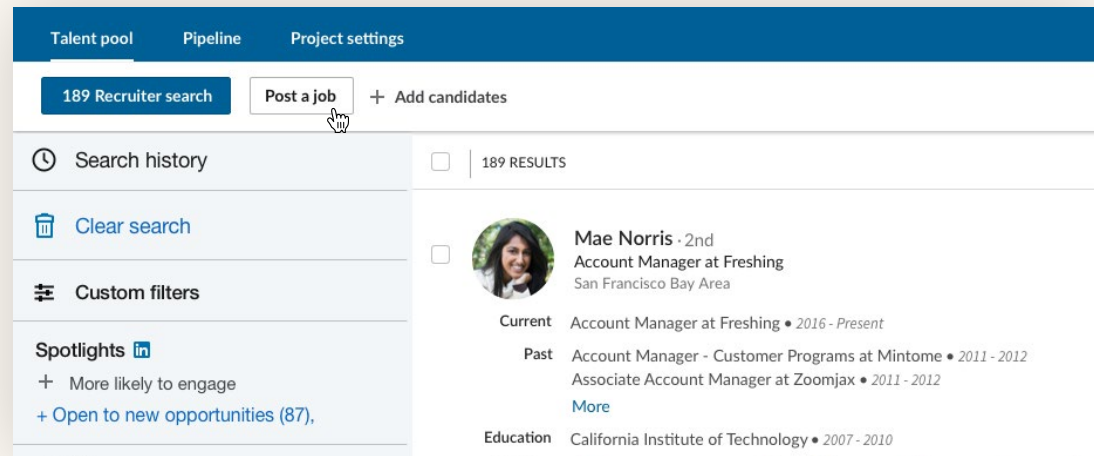 Talent pool Pipeline Project settings
189 Recruiter search Post a job + Add candidates
Search history
Clear search
Custom filters
Spotlights in
+ More likely to engage
+ Open to new opportunities (87),
189 RESULTS
Mae Norris · 2nd
Account Manager at Freshing
San Francisco Bay Area
Current Account Manager at Freshing • 2016 - Present
Past Account Manager - Customer Programs at Mintome • 2011 - 2012
Associate Account Manager at Zoomjax • 2011 - 2012
More
Education California Institute of Technology • 2007 - 2010